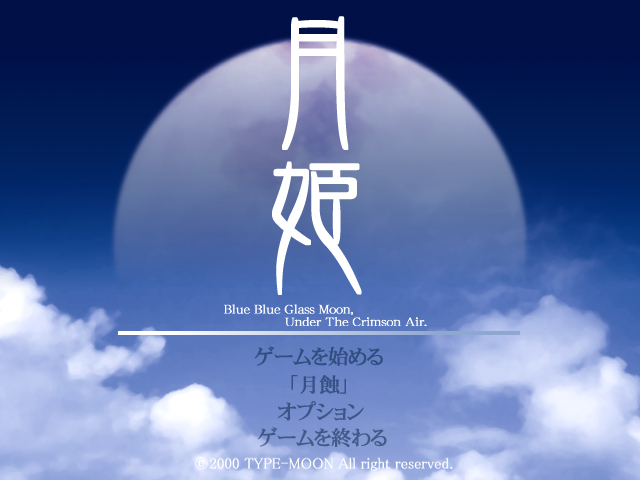 月姫
Blue Blue Glass Moon,
Under The Crimson Air.
ゲームを始める
「月蝕」
オプション
ゲームを終わる
©2000 TYPE-MOON All right reserved.